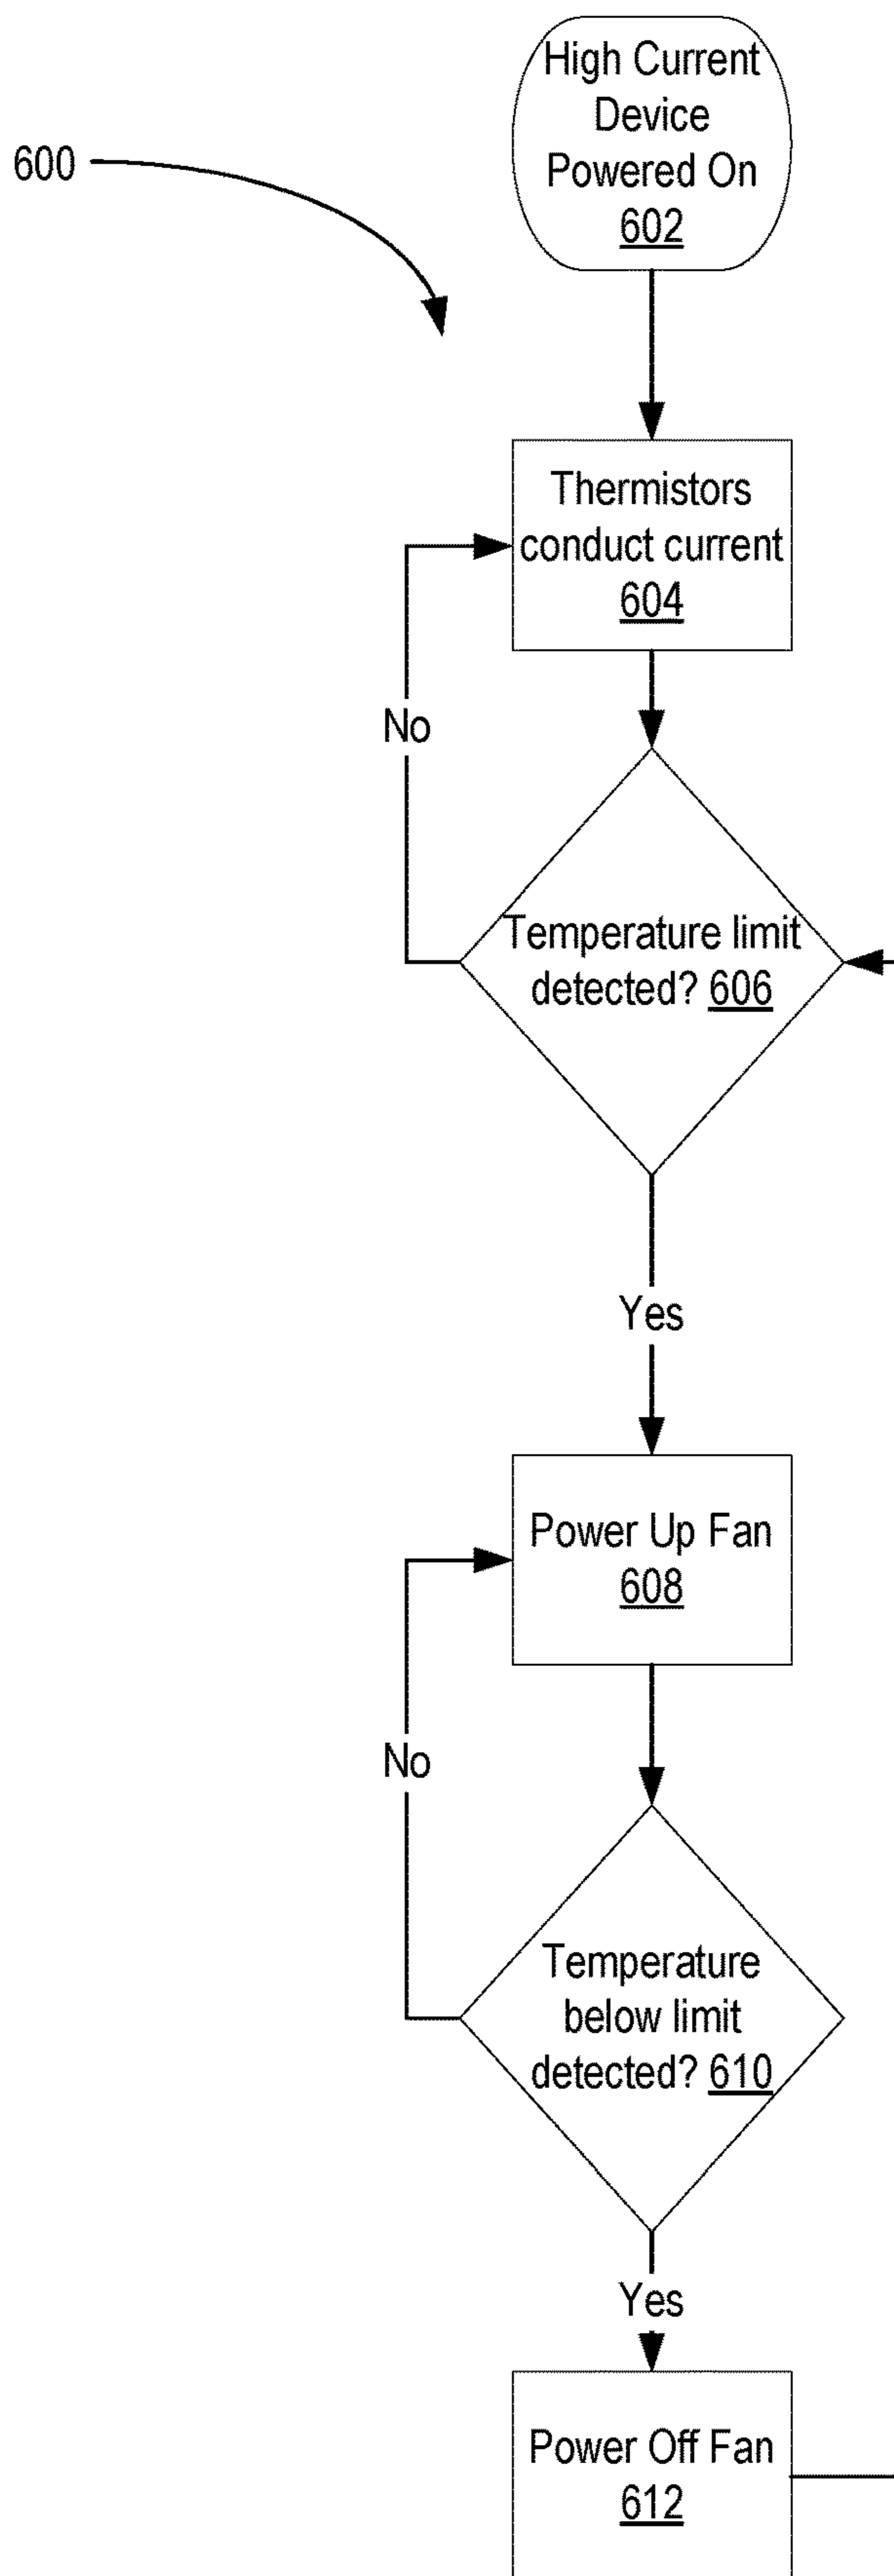 High Current
Device
Powered On
602
600
Thermistors
conduct current
604
No
Temperature limit
detected? 606
Yes
Power Up Fan
608
No
Temperature
below limit
detected? 610
Yes
Power Off Fan
612